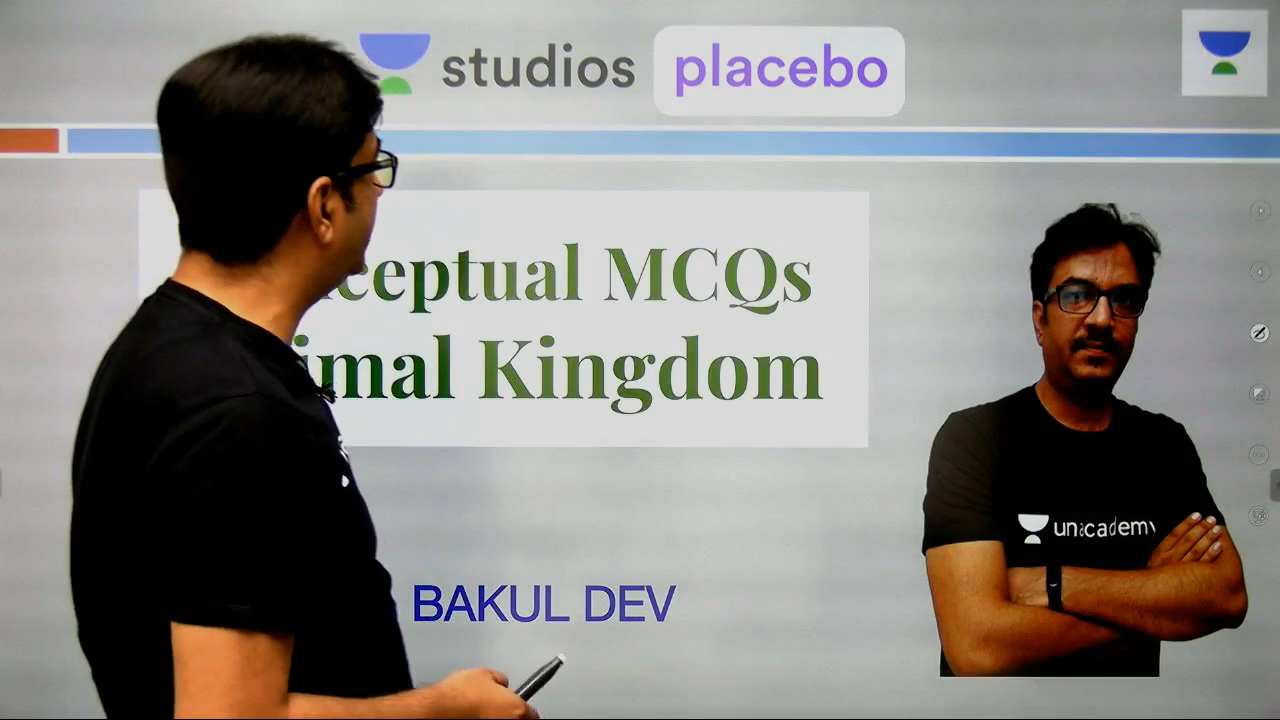 studios placebo
ceptual MCQs
imal Kingdom
unacademy
BAKUL DEV